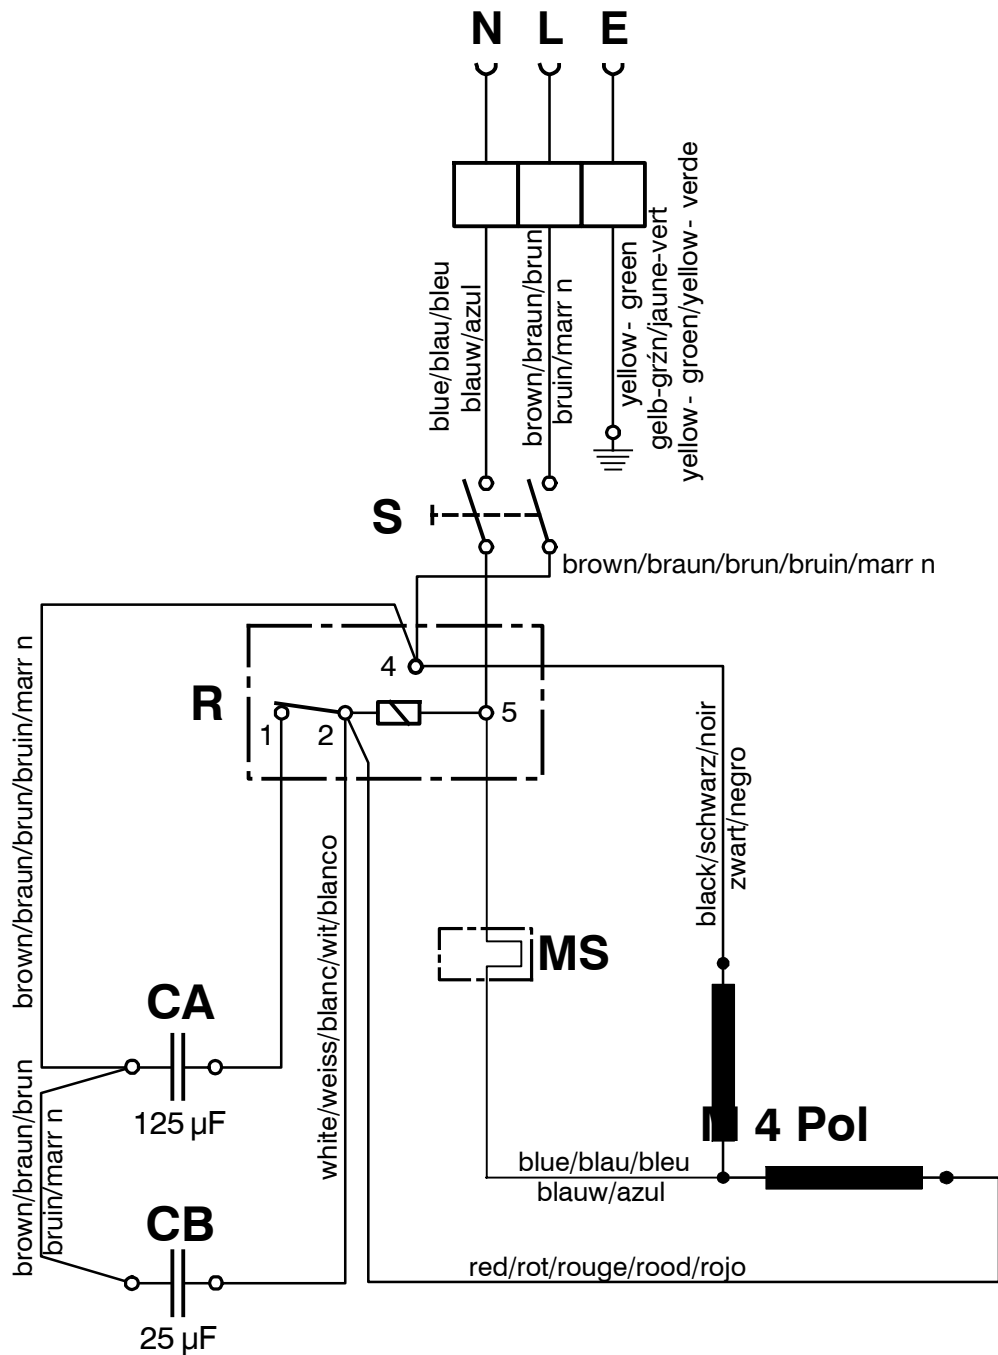 N L E
blue/blau/bleu
blauw/azul
brown/braun/brun
bruin/marr n
yellow- green
gelb-grźn/jaune-vert
yellow- groen/yellow- verde
S
brown/braun/brun/bruin/marr n
brown/braun/brun/bruin/marr n
R
4
1
2
5
black/schwarz/noir
zwart/negro
white/weiss/blanc/wit/blanco
MS
CA
125 µF
brown/braun/brun
bruin/marr n
M 4 Pol
blue/blau/bleu
blauw/azul
CB
25 µF
red/rot/rouge/rood/rojo